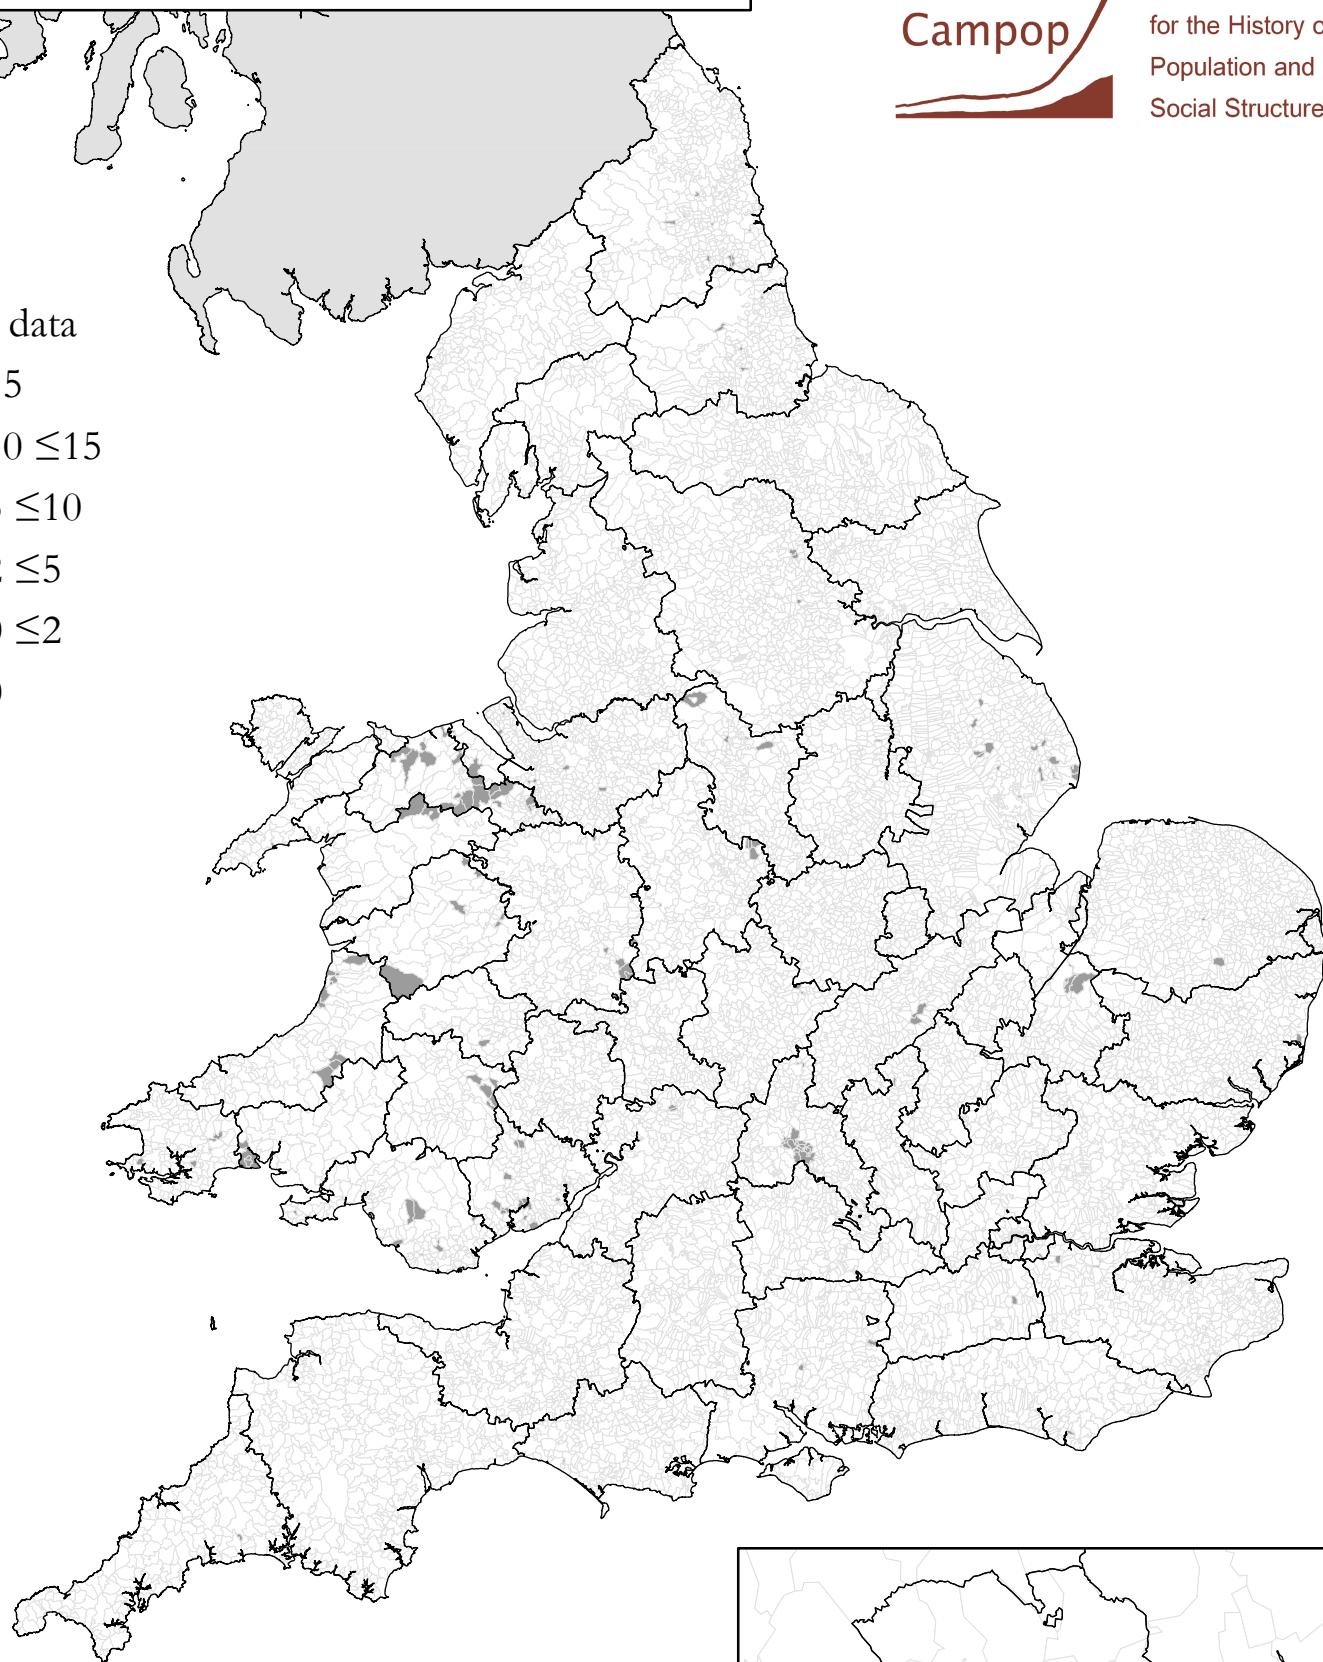 Campop
for the History
Population and
Social Structure
data
5
0 ≤15
≤10
≤5
≤2